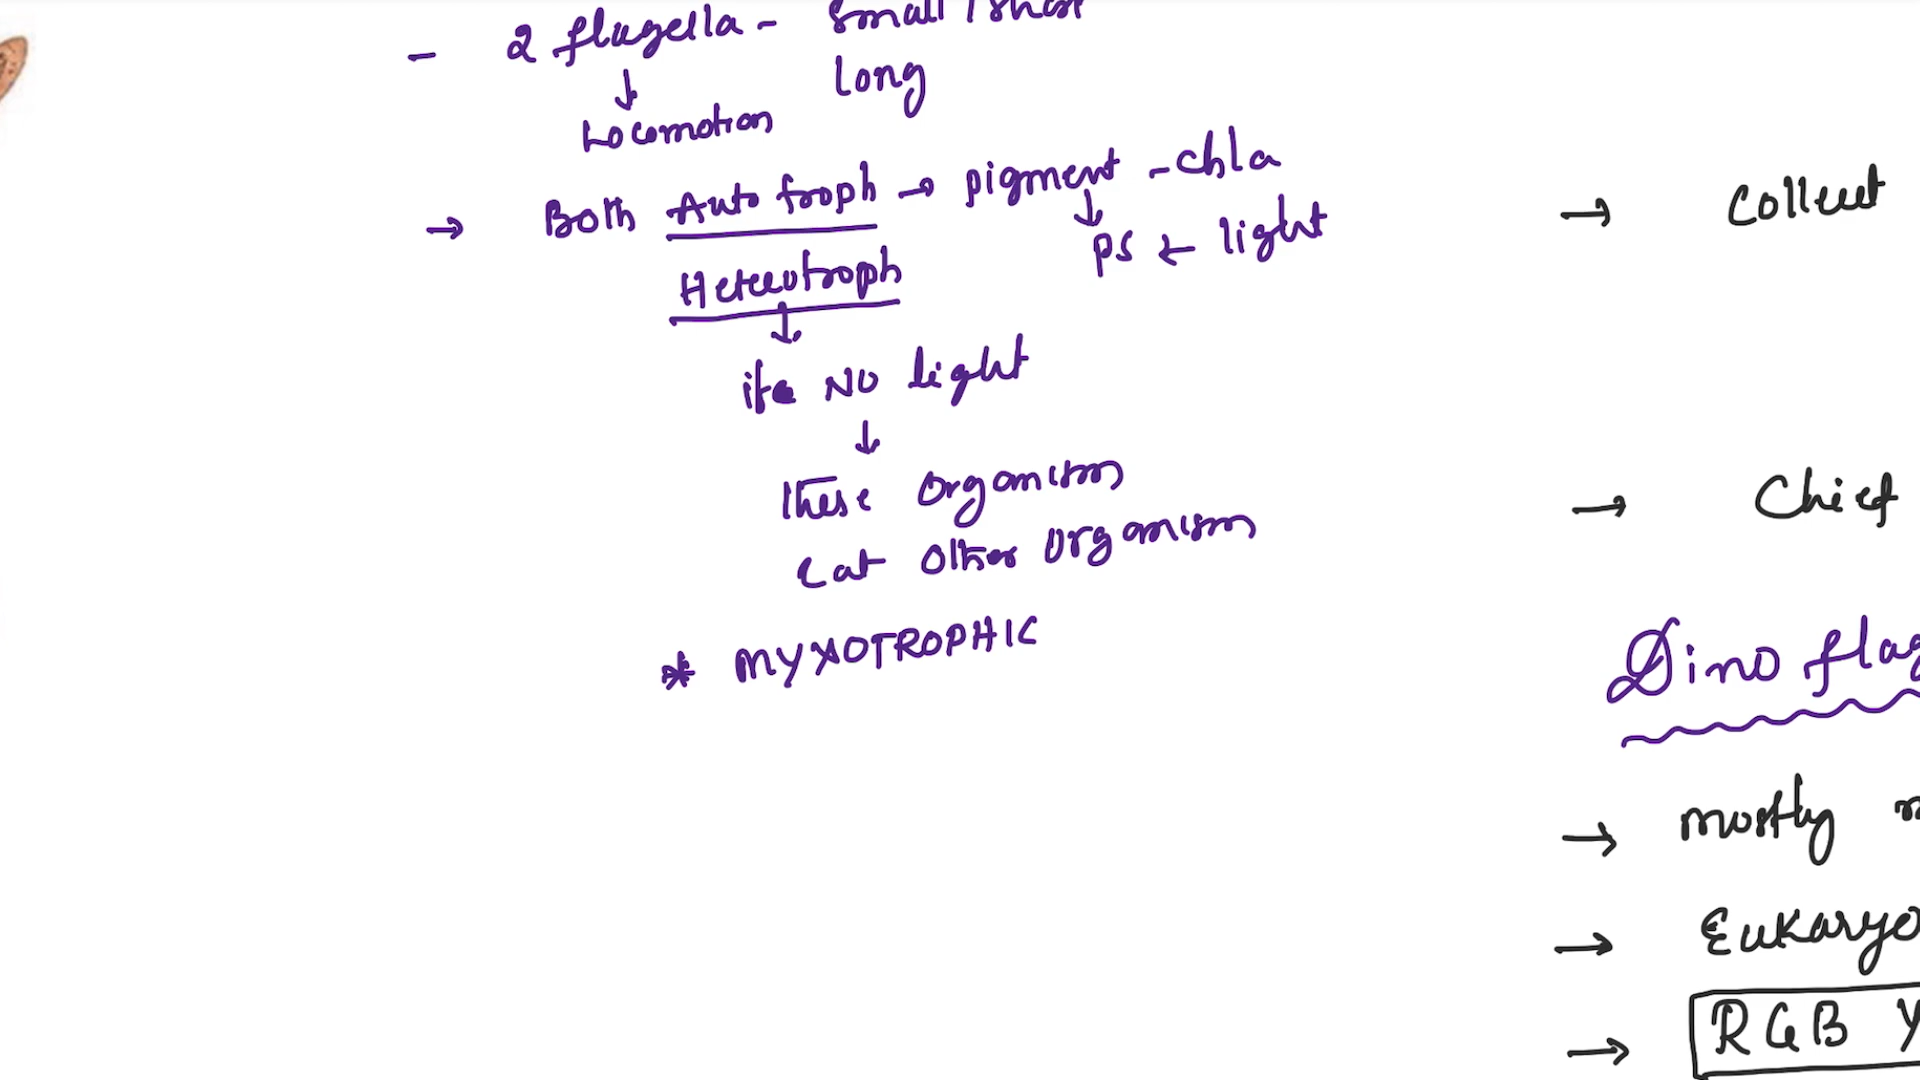 - 2 flagella - Small / Short
long
↓
Locomotion
→ Both Autotroph → pigment - chla
↓
Heterotroph PS ← light
↓
if NO light
↓
These Organism
eat Other Organism
* MYXOTROPHIC
→ Collect
→ Chief
Dino flag
→ mostly
→ Eukaryo
→ RGB Y